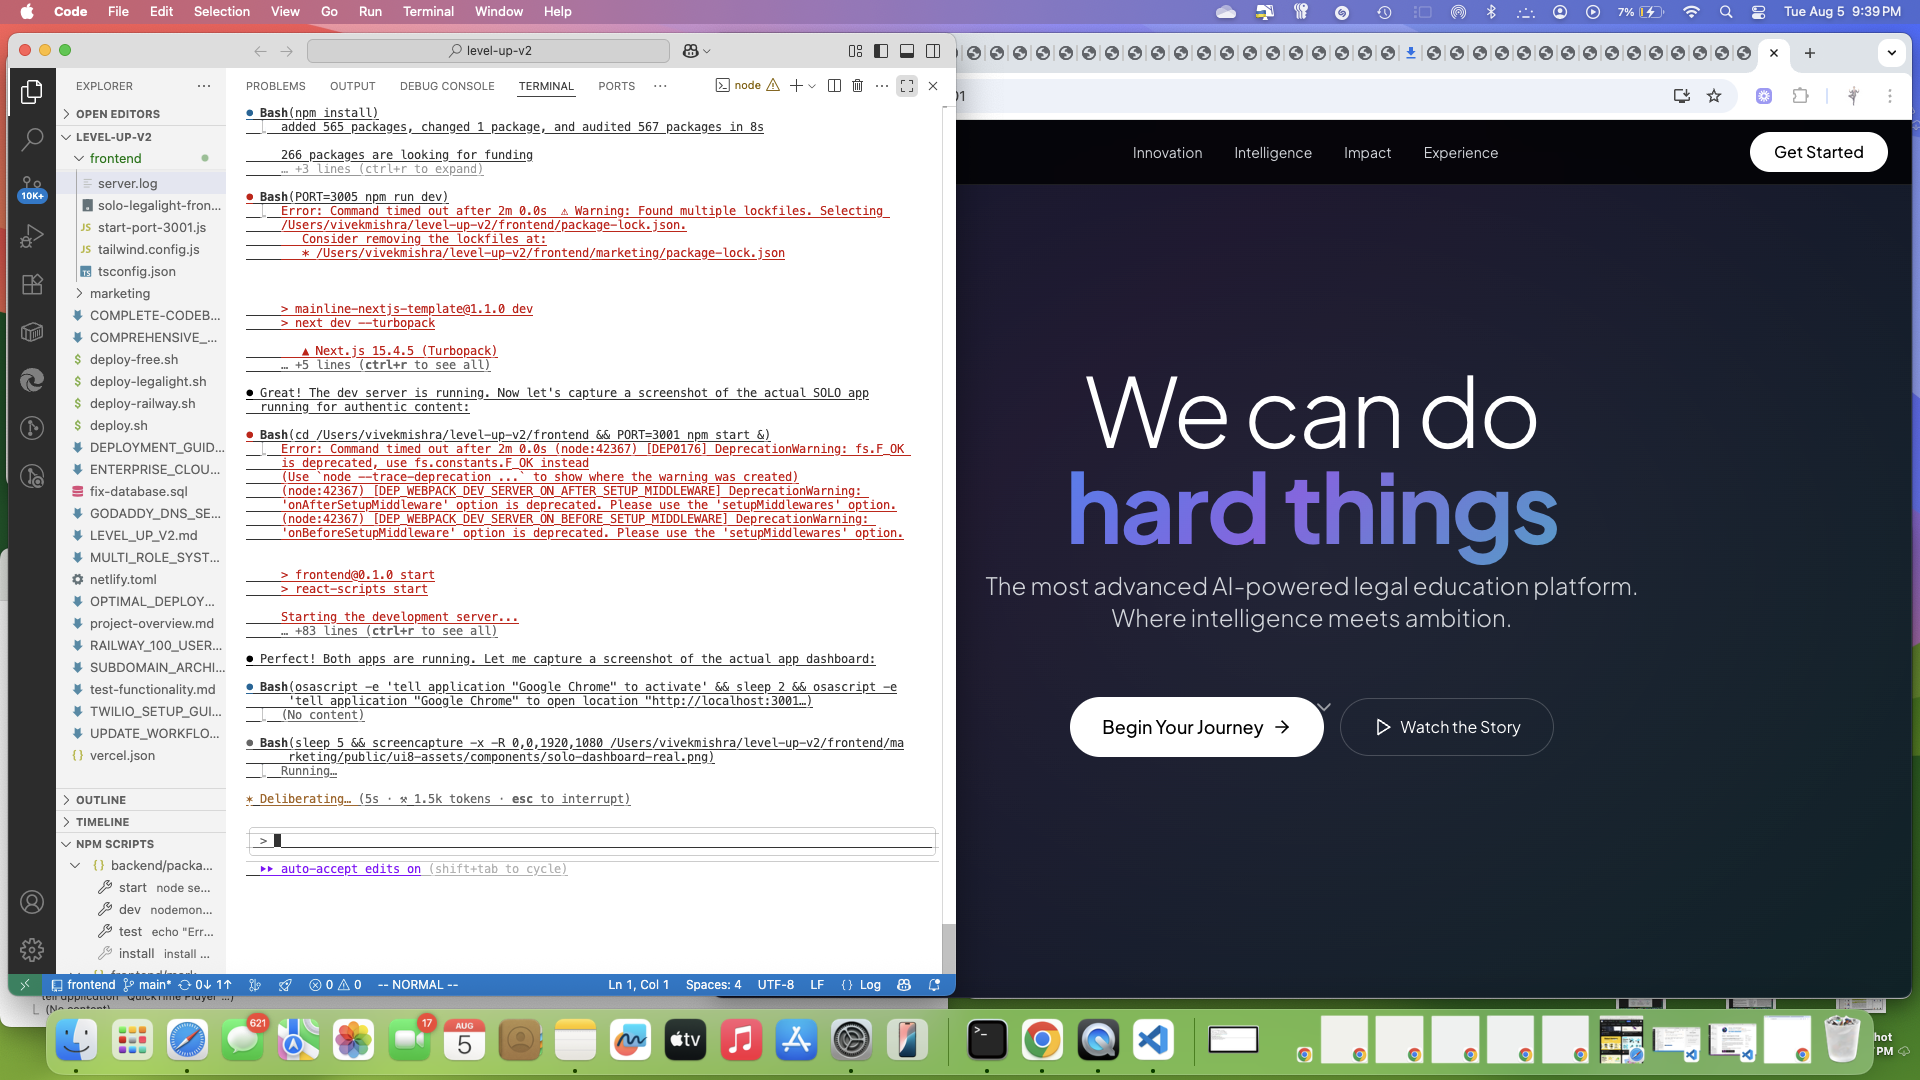 Code File Edit Selection View Go Run Terminal Window Help
7%
Tue Aug 5 9:39 PM
level-up-v2
EXPLORER
OPEN EDITORS
LEVEL-UP-V2
frontend
server.log
solo-legalight-fron...
start-port-3001.js
tailwind.config.js
tsconfig.json
marketing
COMPLETE-CODEB...
COMPREHENSIVE_...
deploy-free.sh
deploy-legalight.sh
deploy-railway.sh
deploy.sh
DEPLOYMENT_GUID...
ENTERPRISE_CLOU...
fix-database.sql
GODADDY_DNS_SE...
LEVEL_UP_V2.md
MULTI_ROLE_SYST...
netlify.toml
OPTIMAL_DEPLOY...
project-overview.md
RAILWAY_100_USER...
SUBDOMAIN_ARCHI...
test-functionality.md
TWILIO_SETUP_GUI...
UPDATE_WORKFLO...
vercel.json
OUTLINE
TIMELINE
NPM SCRIPTS
backend/packa...
start node se...
dev nodemon...
test echo "Err...
install install ...
10K+
PROBLEMS OUTPUT DEBUG CONSOLE TERMINAL PORTS
node
Bash(npm install)
added 565 packages, changed 1 package, and audited 567 packages in 8s
266 packages are looking for funding
… +3 lines (ctrl+r to expand)
Bash(PORT=3005 npm run dev)
Error: Command timed out after 2m 0.0s ⚠ Warning: Found multiple lockfiles. Selecting
/Users/vivekmishra/level-up-v2/frontend/package-lock.json.
Consider removing the lockfiles at:
* /Users/vivekmishra/level-up-v2/frontend/marketing/package-lock.json
> mainline-nextjs-template@1.1.0 dev
> next dev --turbopack
▲ Next.js 15.4.5 (Turbopack)
… +5 lines (ctrl+r to see all)
Great! The dev server is running. Now let's capture a screenshot of the actual SOLO app
running for authentic content:
Bash(cd /Users/vivekmishra/level-up-v2/frontend && PORT=3001 npm start &)
Error: Command timed out after 2m 0.0s (node:42367) [DEP0176] DeprecationWarning: fs.F_OK
is deprecated, use fs.constants.F_OK instead
(Use `node --trace-deprecation ...` to show where the warning was created)
(node:42367) [DEP_WEBPACK_DEV_SERVER_ON_AFTER_SETUP_MIDDLEWARE] DeprecationWarning:
'onAfterSetupMiddleware' option is deprecated. Please use the 'setupMiddlewares' option.
(node:42367) [DEP_WEBPACK_DEV_SERVER_ON_BEFORE_SETUP_MIDDLEWARE] DeprecationWarning:
'onBeforeSetupMiddleware' option is deprecated. Please use the 'setupMiddlewares' option.
> frontend@0.1.0 start
> react-scripts start
Starting the development server...
… +83 lines (ctrl+r to see all)
Perfect! Both apps are running. Let me capture a screenshot of the actual app dashboard:
Bash(osascript -e 'tell application "Google Chrome" to activate' && sleep 2 && osascript -e
'tell application "Google Chrome" to open location "http://localhost:3001…)
(No content)
Bash(sleep 5 && screencapture -x -R 0,0,1920,1080 /Users/vivekmishra/level-up-v2/frontend/ma
rketing/public/ui8-assets/components/solo-dashboard-real.png)
Running…
* Deliberating… (5s · ⚒ 1.5k tokens · esc to interrupt)
>
auto-accept edits on (shift+tab to cycle)
frontend main* 0↓ 1↑ 0 0 -- NORMAL -- Ln 1, Col 1 Spaces: 4 UTF-8 LF {} Log
01
Innovation Intelligence Impact Experience
Get Started
We can do
hard things
The most advanced AI-powered legal education platform.
Where intelligence meets ambition.
Begin Your Journey →
Watch the Story
621
17
AUG
5
tv
hot
PM